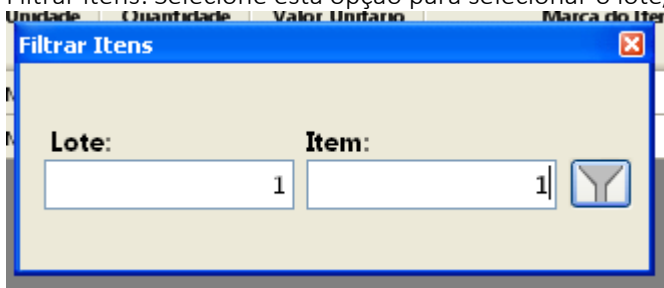 Filtrar Itens: Selecione esta opção para selecionar o lote,
Unidade Quantidade Valor Unitário Marca do Ite
Filtrar Itens
Lote: Item:
1 1